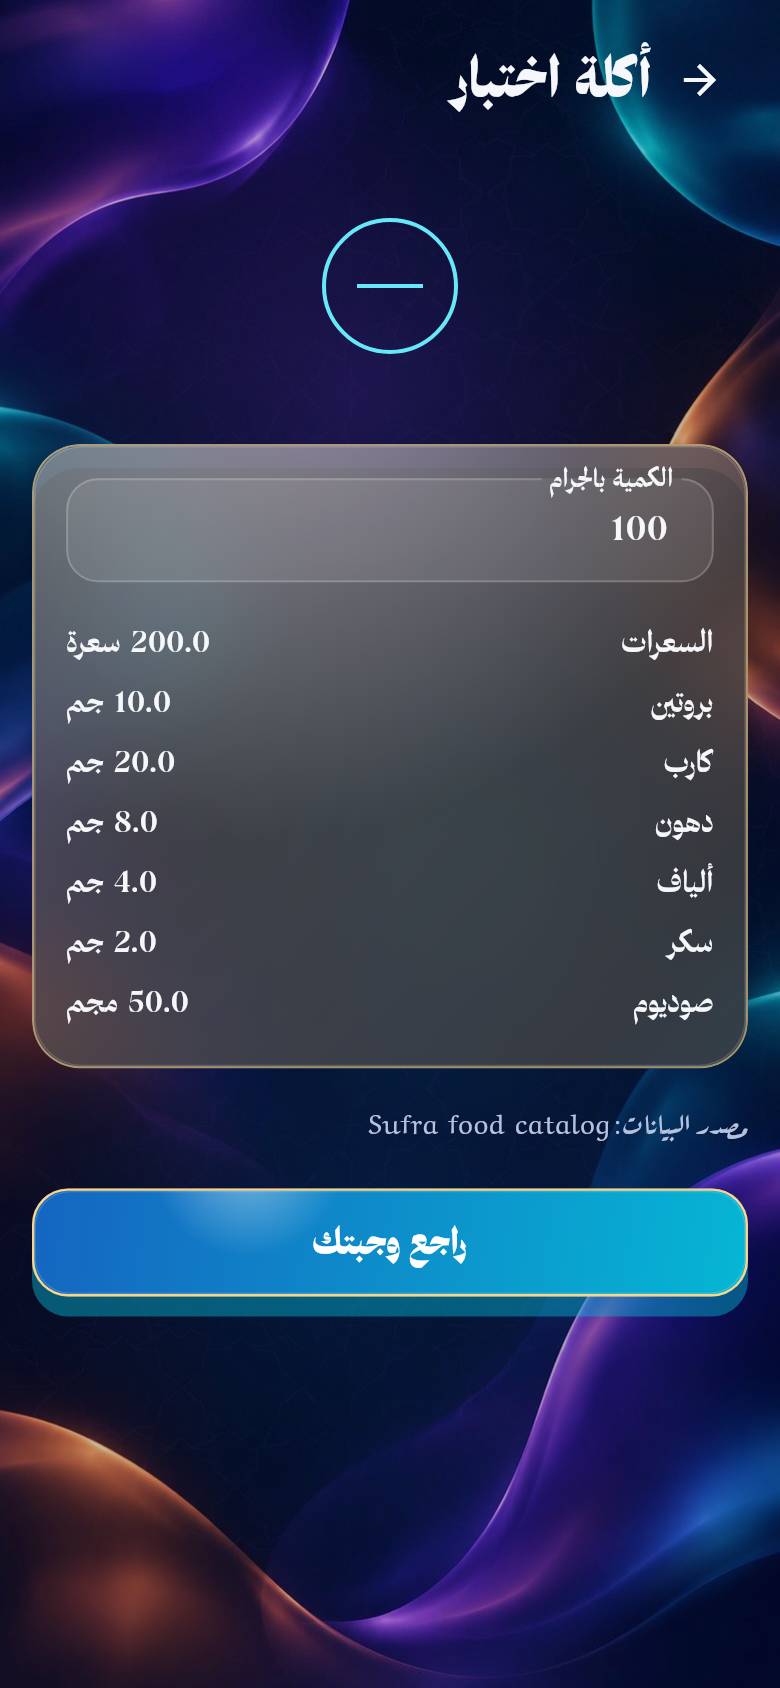 أكلة اختبار
الكمية بالجرام
100
السعرات 200.0 سعرة
بروتين 10.0 جم
كارب 20.0 جم
دهون 8.0 جم
ألياف 4.0 جم
سكر 2.0 جم
صوديوم 50.0 مجم
مصدر البيانات: Sufra food catalog
راجع وجبتك